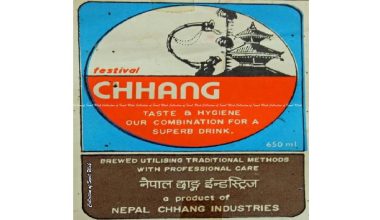 festival
CHHANG
TASTE & HYGIENE
OUR COMBINATION FOR A
SUPERB DRINK.
650 ml.
BREWED UTILISING TRADITIONAL METHODS
WITH PROFESSIONAL CARE
नेपाल छाङ्ग ईन्डस्ट्रिज
a product of
NEPAL CHHANG INDUSTRIES